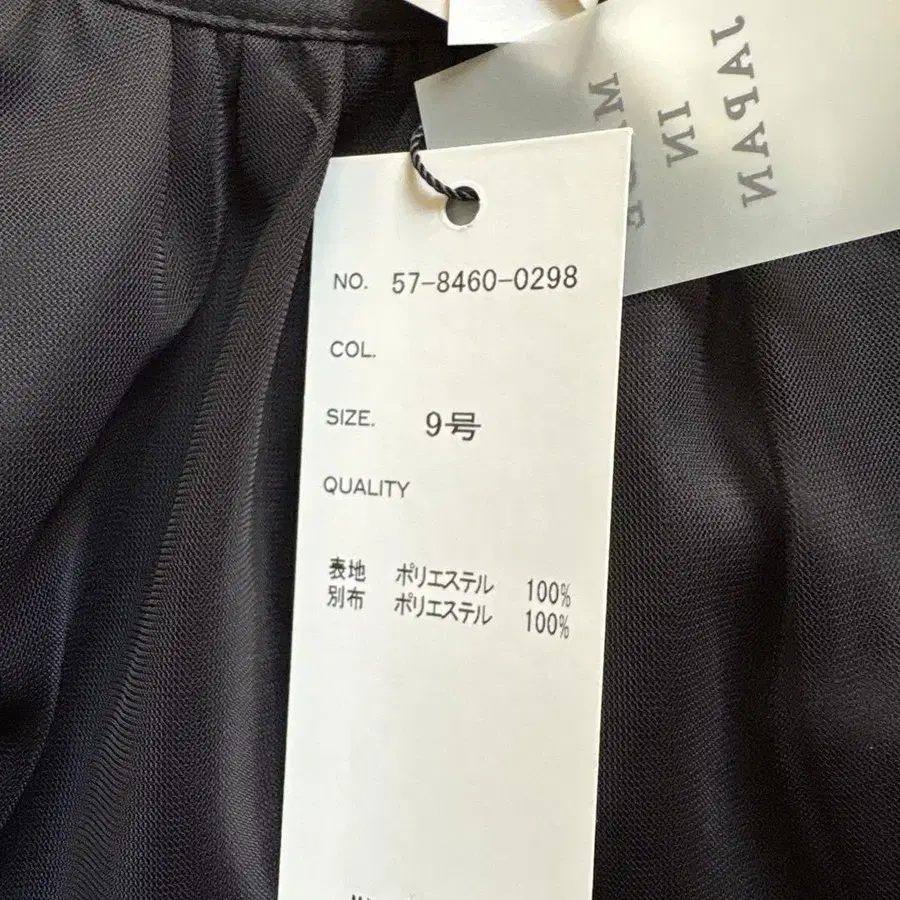 JAPAN
IN
NO. 57-8460-0298
COL.
SIZE. 9号
QUALITY
表地 ポリエステル 100%
別布 ポリエステル 100%